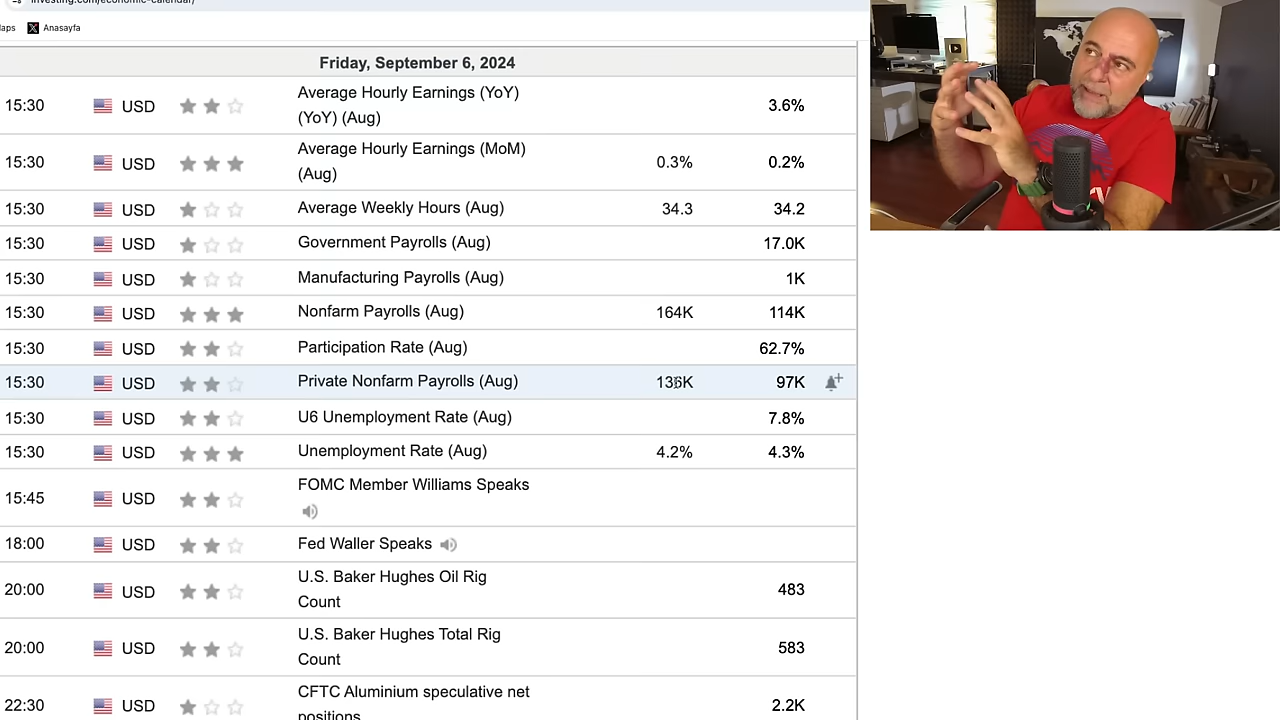 investing.com/economic-calendar/
laps Anasayfa
Friday, September 6, 2024
15:30 USD Average Hourly Earnings (YoY) 3.6%
(YoY) (Aug)
15:30 USD Average Hourly Earnings (MoM) 0.3% 0.2%
(Aug)
15:30 USD Average Weekly Hours (Aug) 34.3 34.2
15:30 USD Government Payrolls (Aug) 17.0K
15:30 USD Manufacturing Payrolls (Aug) 1K
15:30 USD Nonfarm Payrolls (Aug) 164K 114K
15:30 USD Participation Rate (Aug) 62.7%
15:30 USD Private Nonfarm Payrolls (Aug) 136K 97K
15:30 USD U6 Unemployment Rate (Aug) 7.8%
15:30 USD Unemployment Rate (Aug) 4.2% 4.3%
15:45 USD FOMC Member Williams Speaks
18:00 USD Fed Waller Speaks
20:00 USD U.S. Baker Hughes Oil Rig 483
Count
20:00 USD U.S. Baker Hughes Total Rig 583
Count
22:30 USD CFTC Aluminium speculative net 2.2K
positions